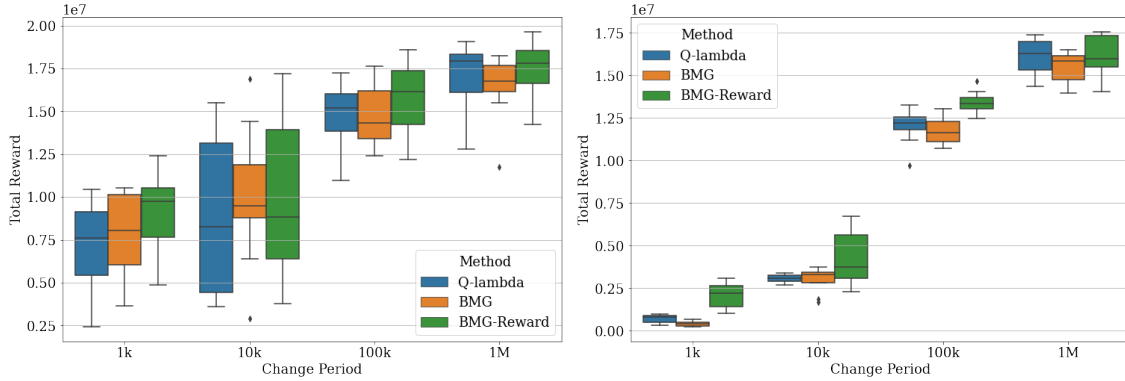 1e7
2.00
1.75
1.50
1.25
1.00
0.75
0.50
0.25
Total Reward
1k
10k
100k
1M
Change Period
Method
Q-lambda
BMG
BMG-Reward
1e7
1.75
1.50
1.25
1.00
0.75
0.50
0.25
0.00
Total Reward
1k
10k
100k
1M
Change Period
Method
Q-lambda
BMG
BMG-Reward